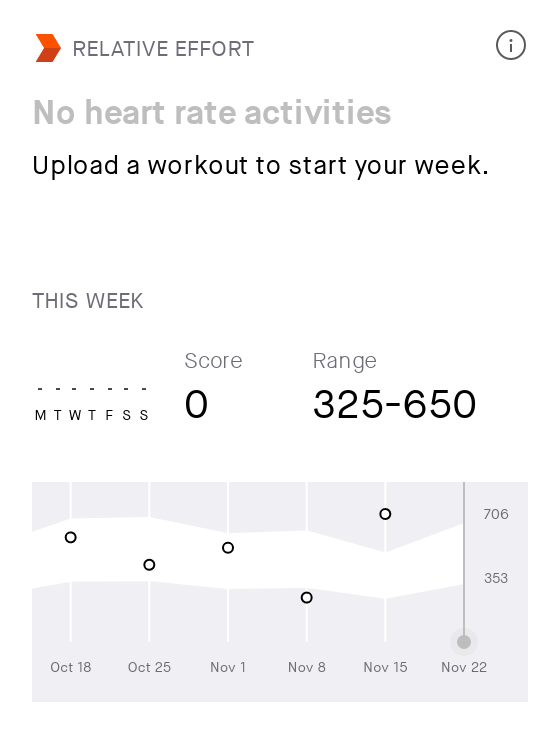 RELATIVE EFFORT
No heart rate activities
Upload a workout to start your week.
THIS WEEK
Score Range
- - - - - - -
M T W T F S S
0 325-650
706
353
Oct 18 Oct 25 Nov 1 Nov 8 Nov 15 Nov 22